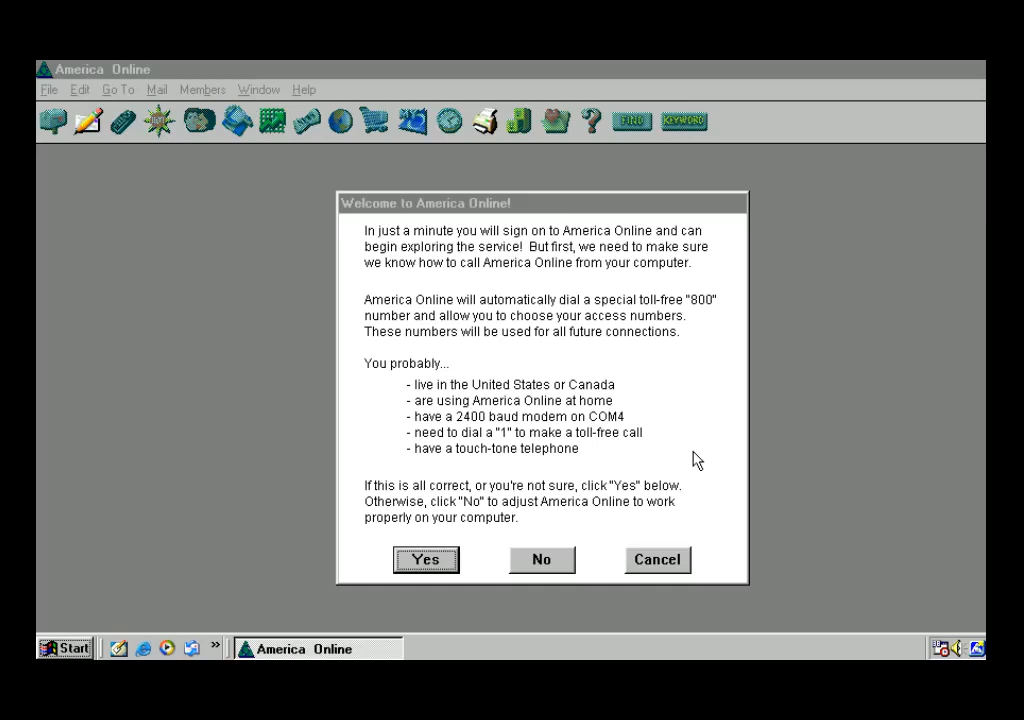 America Online
File Edit Go To Mail Members Window Help
FIND KEYWORD
Welcome to America Online!
In just a minute you will sign on to America Online and can
begin exploring the service! But first, we need to make sure
we know how to call America Online from your computer.
America Online will automatically dial a special toll-free "800"
number and allow you to choose your access numbers.
These numbers will be used for all future connections.
You probably...
- live in the United States or Canada
- are using America Online at home
- have a 2400 baud modem on COM4
- need to dial a "1" to make a toll-free call
- have a touch-tone telephone
If this is all correct, or you're not sure, click "Yes" below.
Otherwise, click "No" to adjust America Online to work
properly on your computer.
Yes No Cancel
Start » America Online